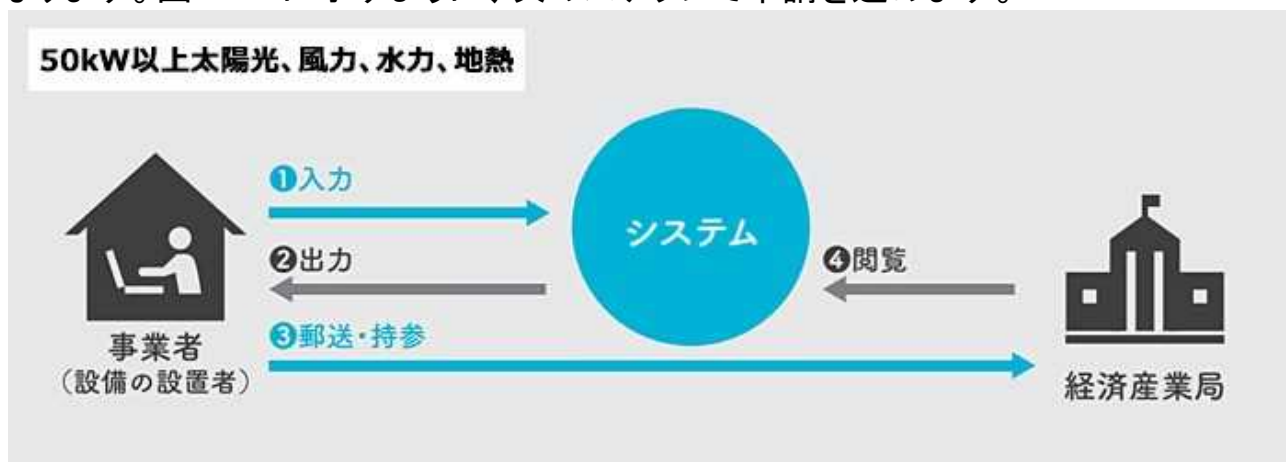 50kW以上太陽光、風力、水力、地熱
❶入力
システム
❷出力
❹閲覧
❸郵送・持参
事業者
（設備の設置者）
経済産業局